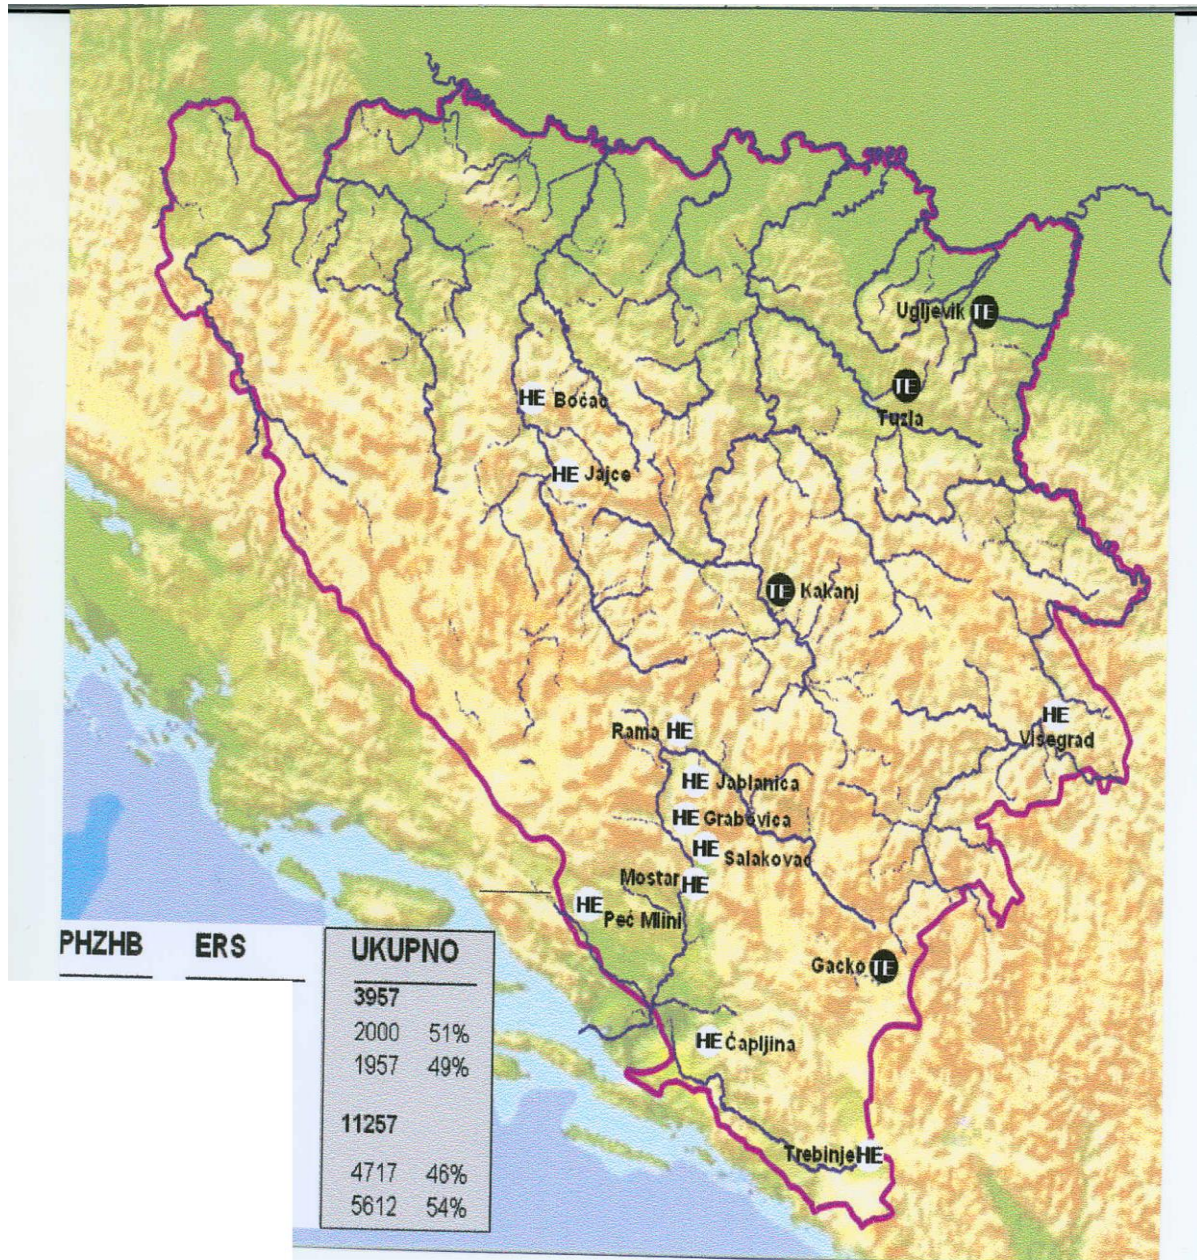 Ugljevik TE
TE
Tuzla
HE Bočac
HE Jajce
TE Kakanj
HE
Višegrad
Rama HE
HE Jablanica
HE Grabovica
HE Salakovac
Mostar HE
HE Peć Mlini
Gacko TE
HE Čapljina
Trebinje HE
PHZHB ERS UKUPNO
3957
2000 51%
1957 49%
11257
4717 46%
5612 54%